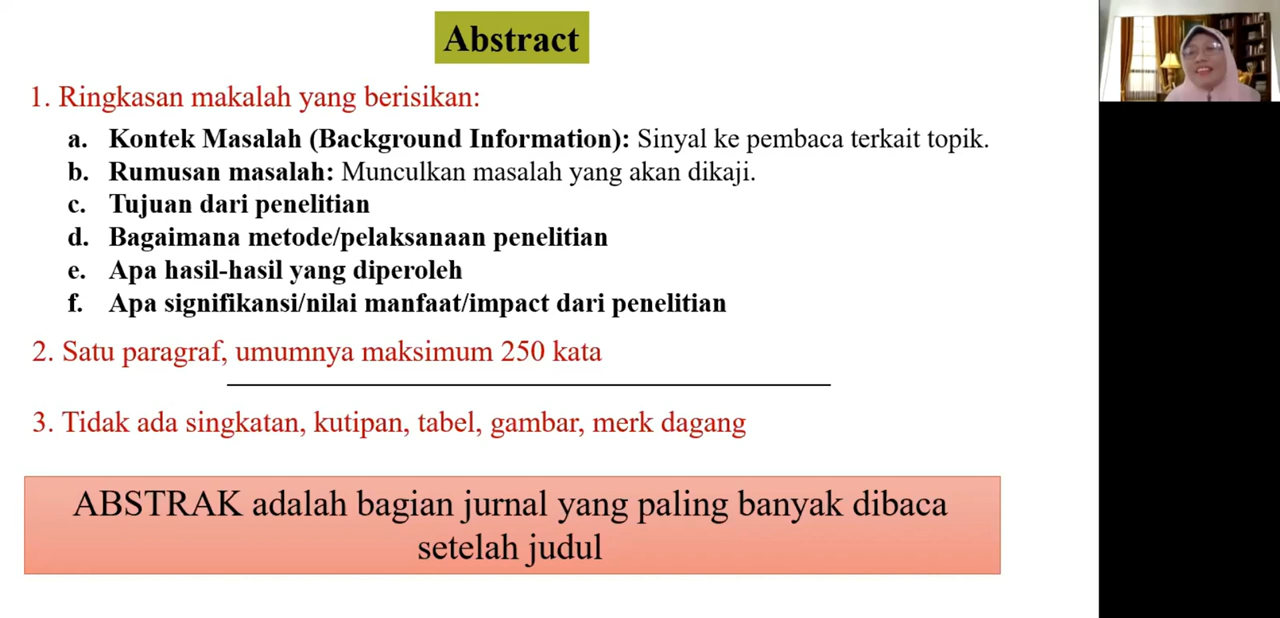 Abstract
1. Ringkasan makalah yang berisikan:
a. Kontek Masalah (Background Information): Sinyal ke pembaca terkait topik.
b. Rumusan masalah: Munculkan masalah yang akan dikaji.
c. Tujuan dari penelitian
d. Bagaimana metode/pelaksanaan penelitian
e. Apa hasil-hasil yang diperoleh
f. Apa signifikansi/nilai manfaat/impact dari penelitian
2. Satu paragraf, umumnya maksimum 250 kata
3. Tidak ada singkatan, kutipan, tabel, gambar, merk dagang
ABSTRAK adalah bagian jurnal yang paling banyak dibaca
setelah judul